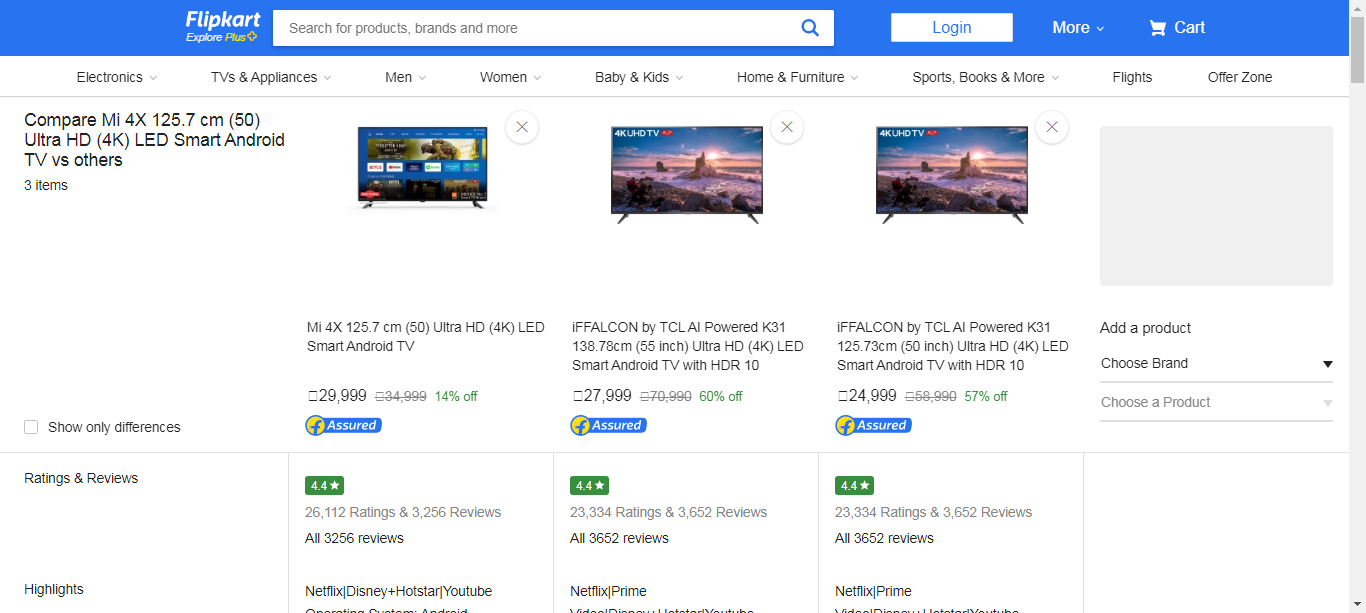 Flipkart
Explore Plus
Search for products, brands and more
Login
More
Cart
Electronics
TVs & Appliances
Men
Women
Baby & Kids
Home & Furniture
Sports, Books & More
Flights
Offer Zone
Compare Mi 4X 125.7 cm (50)
Ultra HD (4K) LED Smart Android
TV vs others
3 items
Show only differences
4K UHD TV
4K UHD TV
Mi 4X 125.7 cm (50) Ultra HD (4K) LED
Smart Android TV
□29,999 □34,999 14% off
Assured
iFFALCON by TCL AI Powered K31
138.78cm (55 inch) Ultra HD (4K) LED
Smart Android TV with HDR 10
□27,999 □70,990 60% off
Assured
iFFALCON by TCL AI Powered K31
125.73cm (50 inch) Ultra HD (4K) LED
Smart Android TV with HDR 10
□24,999 □58,990 57% off
Assured
Add a product
Choose Brand
Choose a Product
Ratings & Reviews
4.4★
26,112 Ratings & 3,256 Reviews
All 3256 reviews
4.4★
23,334 Ratings & 3,652 Reviews
All 3652 reviews
4.4★
23,334 Ratings & 3,652 Reviews
All 3652 reviews
Highlights
Netflix|Disney+Hotstar|Youtube
Operating System: Android
Netflix|Prime
Video|Disney+Hotstar|Youtube
Netflix|Prime
Video|Disney+Hotstar|Youtube